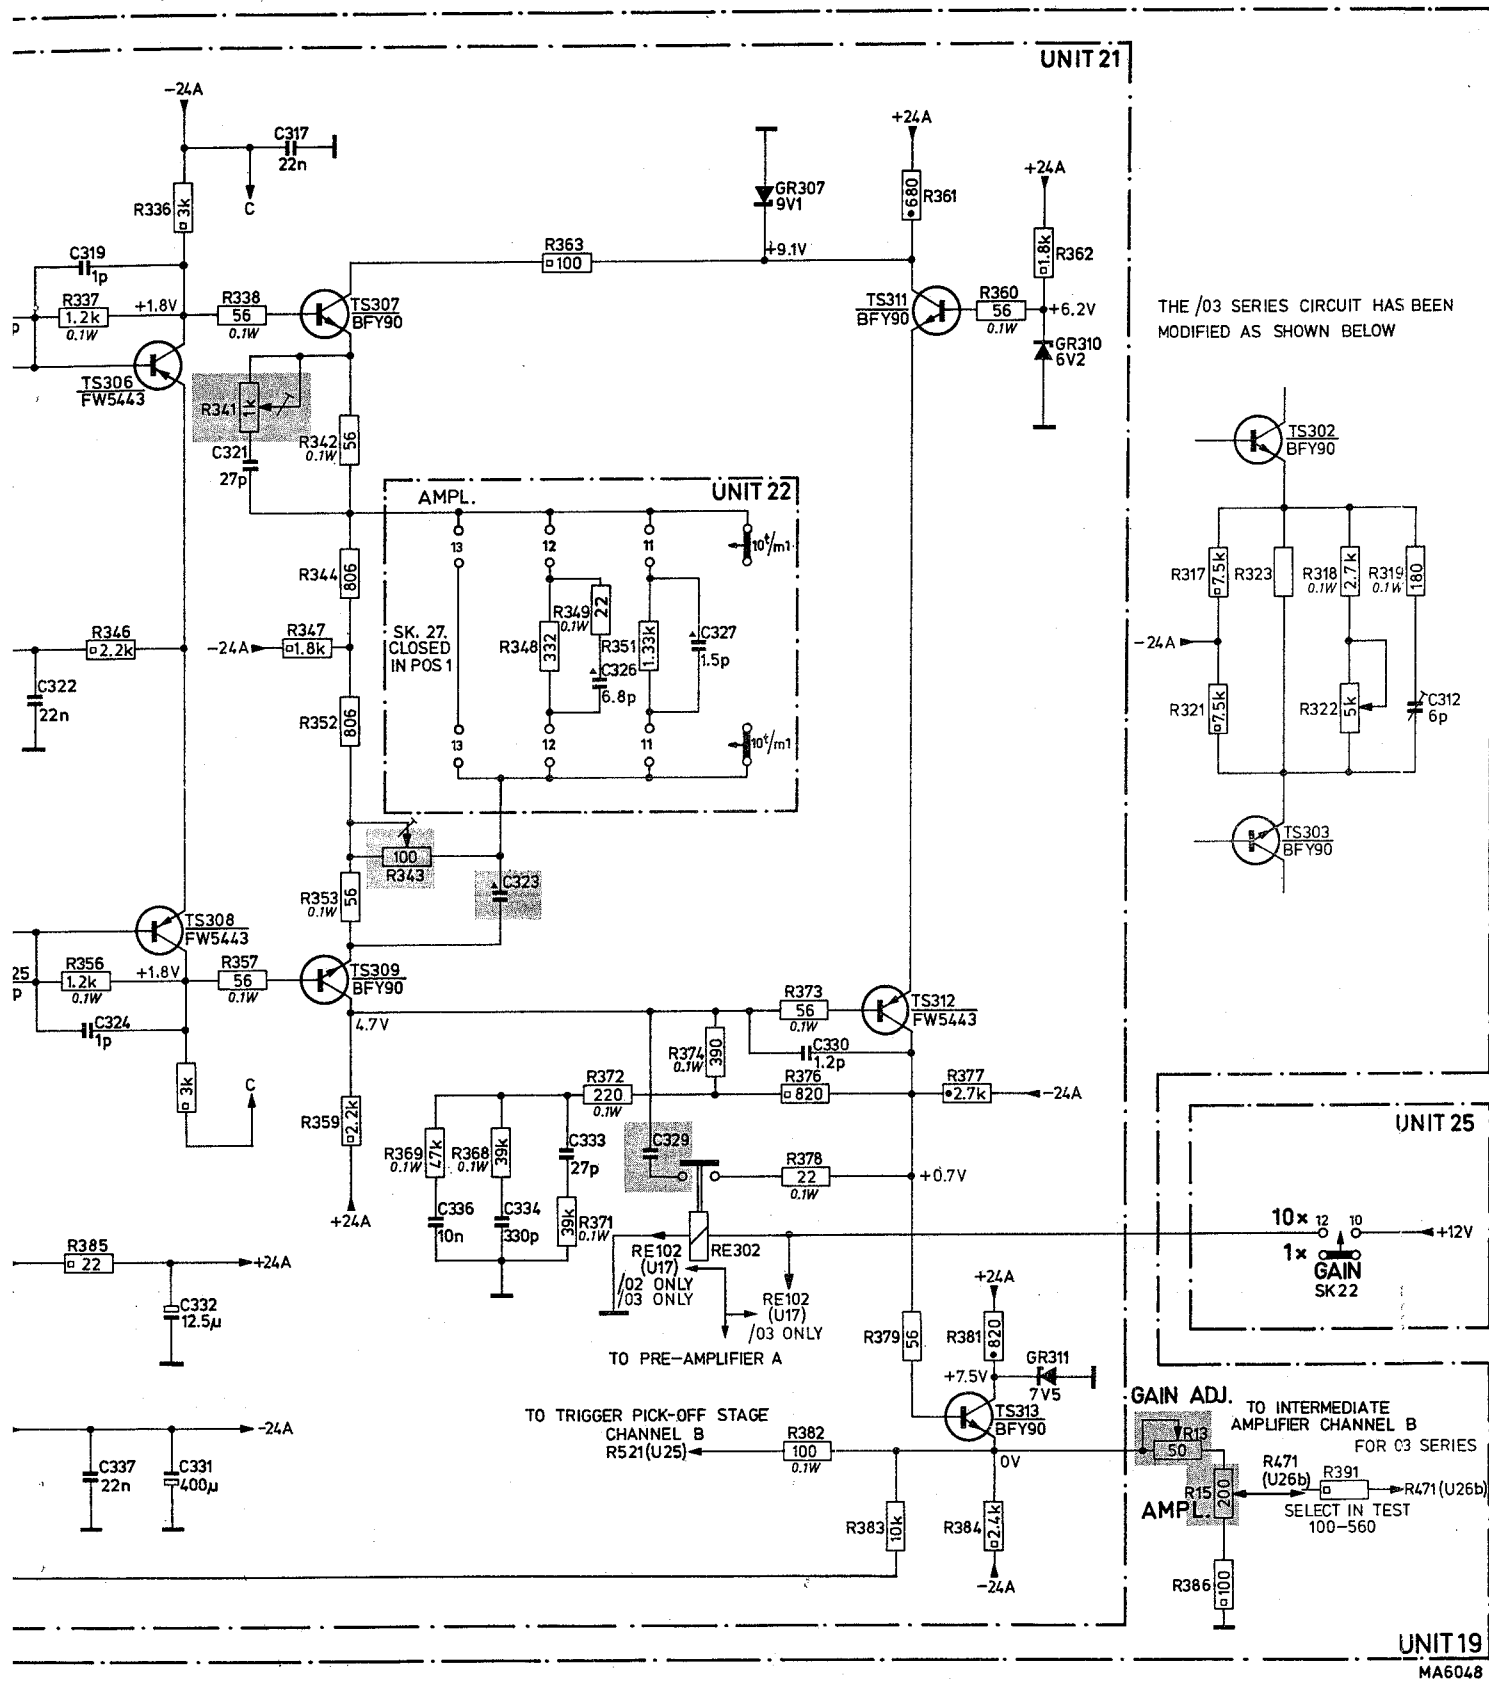 UNIT 21
-24A
C317
22n
C
R336
3k
+24A
680
R361
GR307
9V1
+24A
1.8k
R362
C319
1p
R363
100
+9.1V
R337
1.2k
0.1W
+1.8V
R338
56
0.1W
TS307
BFY90
TS311
BFY90
R360
56
0.1W
+6.2V
GR310
6V2
P
THE /03 SERIES CIRCUIT HAS BEEN
MODIFIED AS SHOWN BELOW
TS306
FW5443
R341
1k
R342
0.1W
56
C321
27p
TS302
BFY90
AMPL.
UNIT 22
13
12
11
10t/m1
R344
806
R349
0.1W
22
R348
332
R351
1.33k
C327
1.5p
C326
6.8p
SK. 27.
CLOSED
IN POS 1
13
12
11
10t/m1
R317
7.5k
R323
R318
0.1W
2.7k
R319
0.1W
180
-24A
R321
7.5k
R322
5k
C312
6p
R346
2.2k
-24A
R347
1.8k
C322
22n
R352
806
100
R343
C323
R353
0.1W
56
TS303
BFY90
TS308
FW5443
25
P
R356
1.2k
0.1W
+1.8V
R357
56
0.1W
TS309
BFY90
C324
1p
4.7V
R373
56
0.1W
TS312
FW5443
R374
0.1W
390
C330
1.2p
3k
C
R359
2.2k
+24A
R372
220
0.1W
R376
820
R377
2.7k
-24A
R369
0.1W
47k
R368
0.1W
39k
C333
27p
C329
R378
22
0.1W
+0.7V
C336
10n
C334
330p
39k
R371
0.1W
UNIT 25
10x
12
10
+12V
1x
GAIN
SK22
RE102
(U17)
/02 ONLY
/03 ONLY
RE302
RE102
(U17)
/03 ONLY
TO PRE-AMPLIFIER A
R385
22
+24A
C332
12.5µ
+24A
R379
56
R381
820
GR311
7V5
+7.5V
TS313
BFY90
-24A
C337
22n
C331
400µ
TO TRIGGER PICK-OFF STAGE
CHANNEL B
R521(U25)
R382
100
0.1W
0V
R383
10k
R384
2.4k
-24A
GAIN ADJ.
R13
50
TO INTERMEDIATE
AMPLIFIER CHANNEL B
FOR 03 SERIES
R471
(U26b)
R391
R471(U26b)
R15
200
AMPL.
SELECT IN TEST
100-560
R386
100
UNIT 19
MA6048